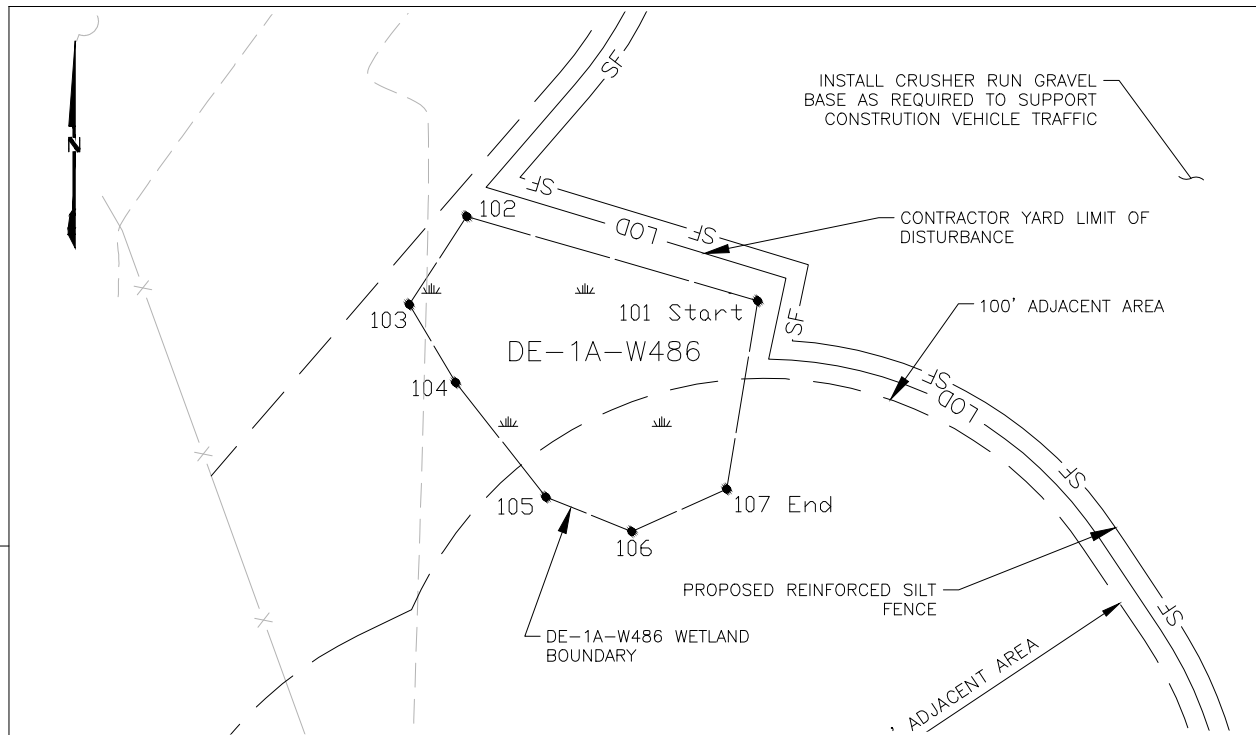 INSTALL CRUSHER RUN GRAVEL
BASE AS REQUIRED TO SUPPORT
CONSTRUTION VEHICLE TRAFFIC
N
SF
SF
SF
LOD
102
CONTRACTOR YARD LIMIT OF
DISTURBANCE
103
101 Start
SF
100' ADJACENT AREA
DE-1A-W486
104
SF
LOD
105
107 End
SF
106
PROPOSED REINFORCED SILT
FENCE
SF
DE-1A-W486 WETLAND
BOUNDARY
' ADJACENT AREA